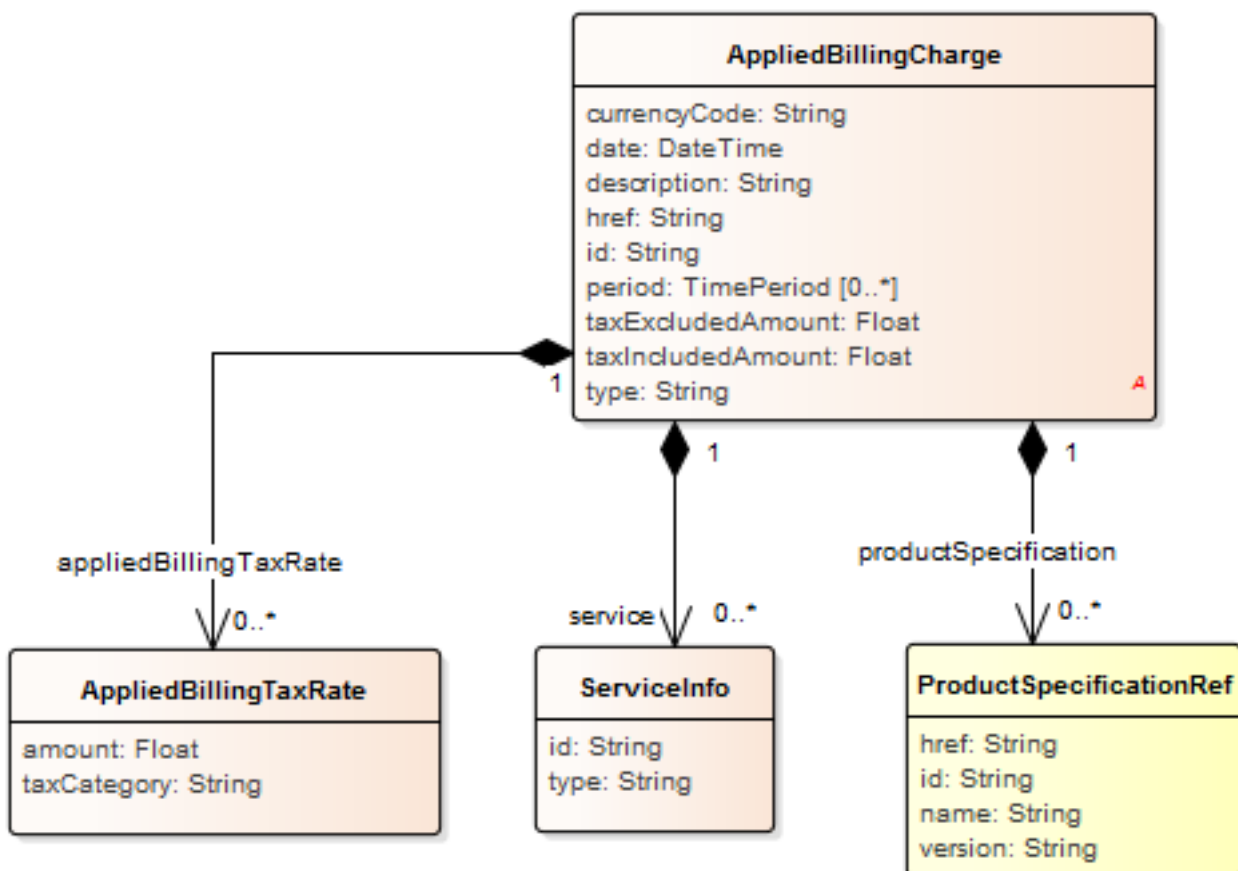 AppliedBillingCharge
currencyCode: String
date: DateTime
description: String
href: String
id: String
period: TimePeriod [0..*]
taxExcludedAmount: Float
taxIncludedAmount: Float
type: String
A
1
1
1
appliedBillingTaxRate
0..*
service
0..*
productSpecification
0..*
AppliedBillingTaxRate
amount: Float
taxCategory: String
ServiceInfo
id: String
type: String
ProductSpecificationRef
href: String
id: String
name: String
version: String